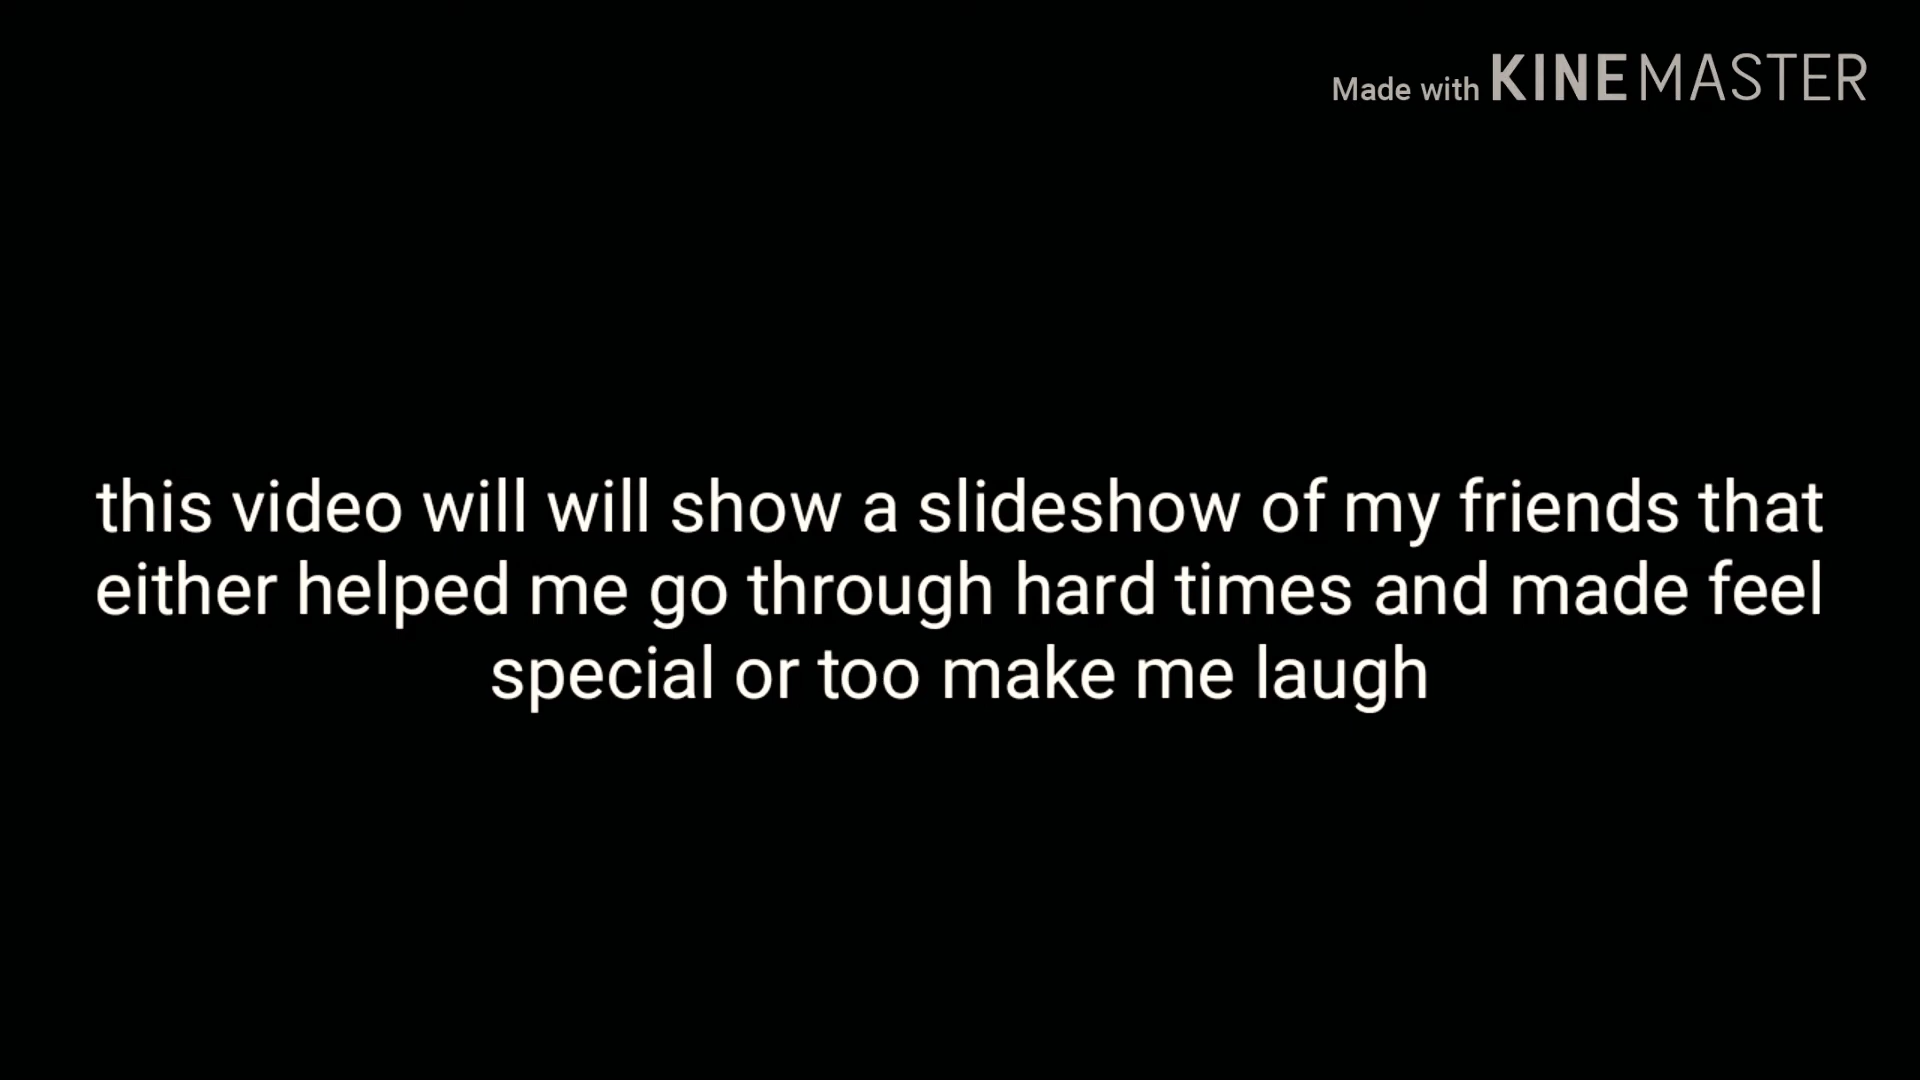 Made with KINEMASTER
this video will will show a slideshow of my friends that
either helped me go through hard times and made feel
special or too make me laugh